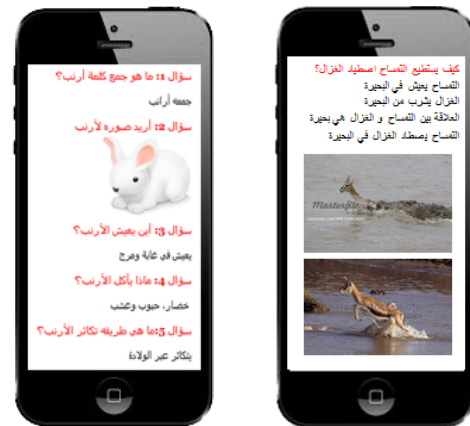 سؤال 1: ما هو جمع كلمة أرنب؟
جمعه أرانب
سؤال 2: أريد صوره لأرنب
سؤال 3: أين يعيش الأرنب؟
يعيش في غابة ومرج
سؤال 4: ماذا يأكل الأرنب؟
خضار، حبوب وعشب
سؤال 5:ما هي طريقه تكاثر الأرنب؟
يتكاثر عبر الولادة
كيف يستطيع التمساح اصطياد الغزال؟
التمساح يعيش في البحيرة
الغزال يشرب من البحيرة
العلاقة بين التمساح و الغزال هي بحيرة
التمساح يصطاد الغزال في البحيرة
Masterfile